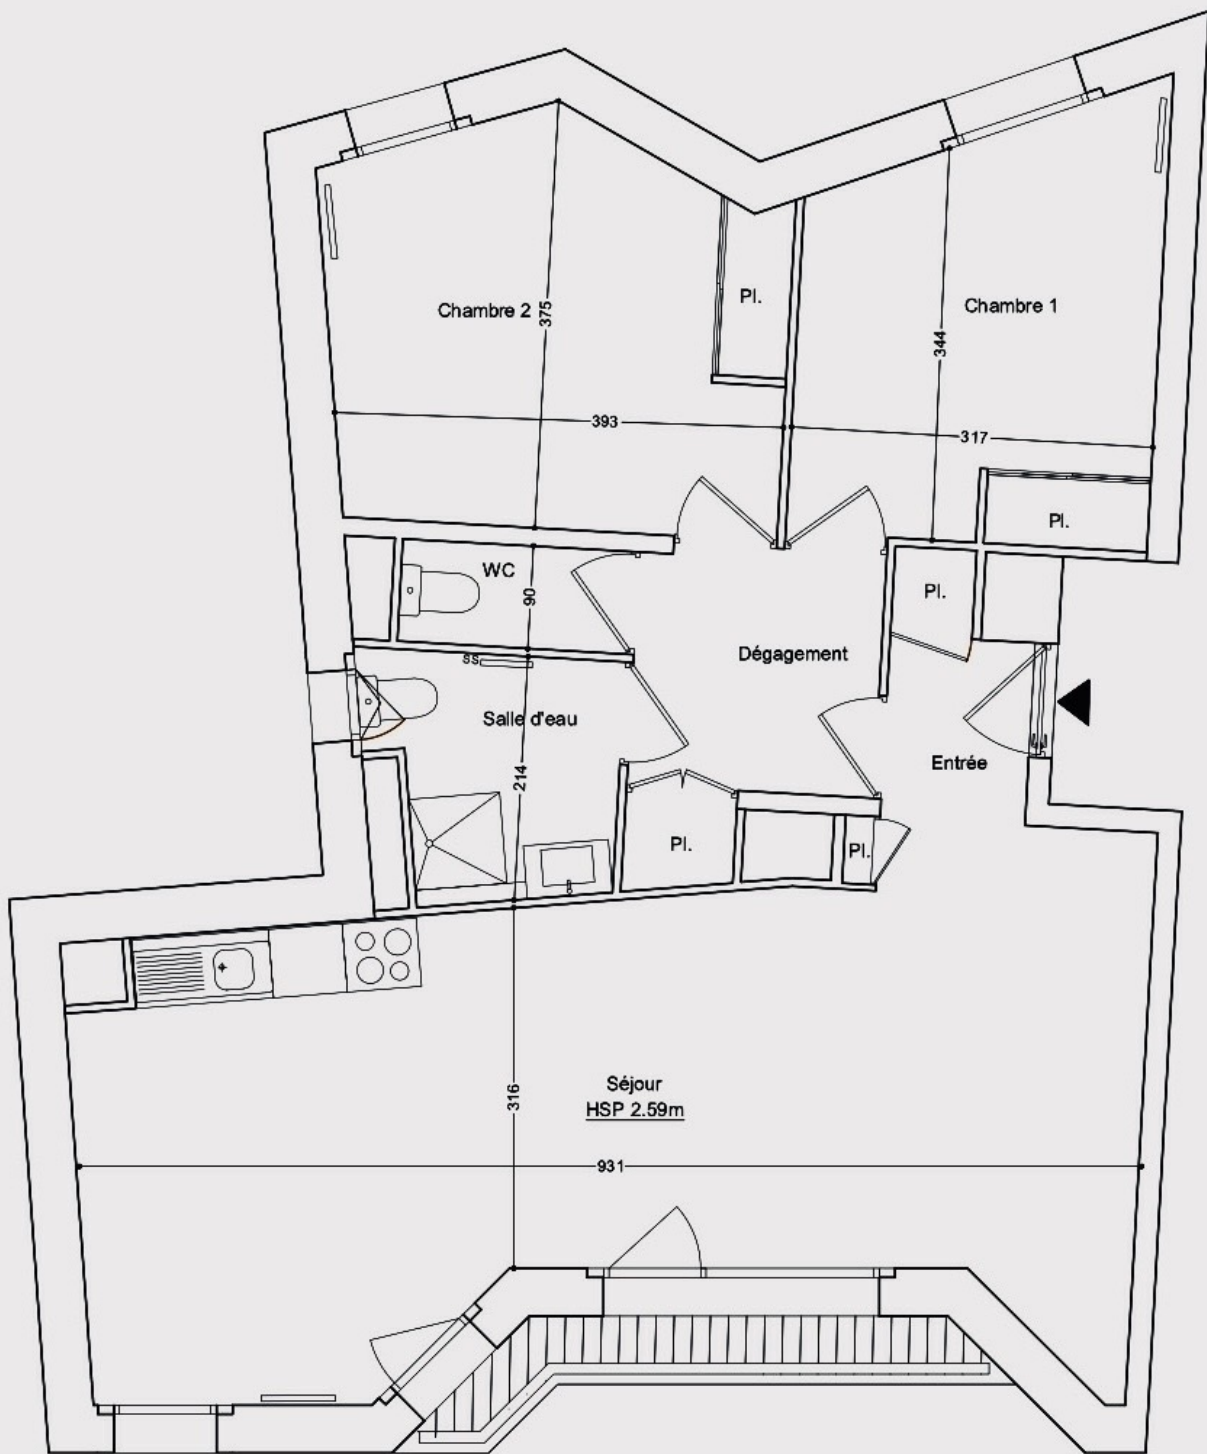 Chambre 2
375
Pl.
Chambre 1
344
393
317
Pl.
WC
90
Pl.
SS
Dégagement
Salle d'eau
214
Entrée
Pl.
Pl.
316
Séjour
HSP 2.59m
931